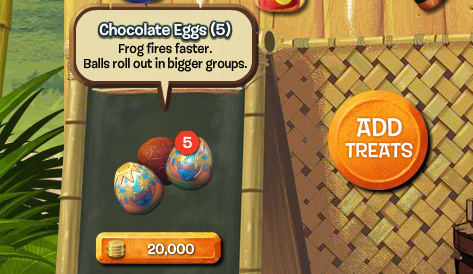 Chocolate Eggs (5)
Frog fires faster.
Balls roll out in bigger groups.
5
ADD
TREATS
20,000